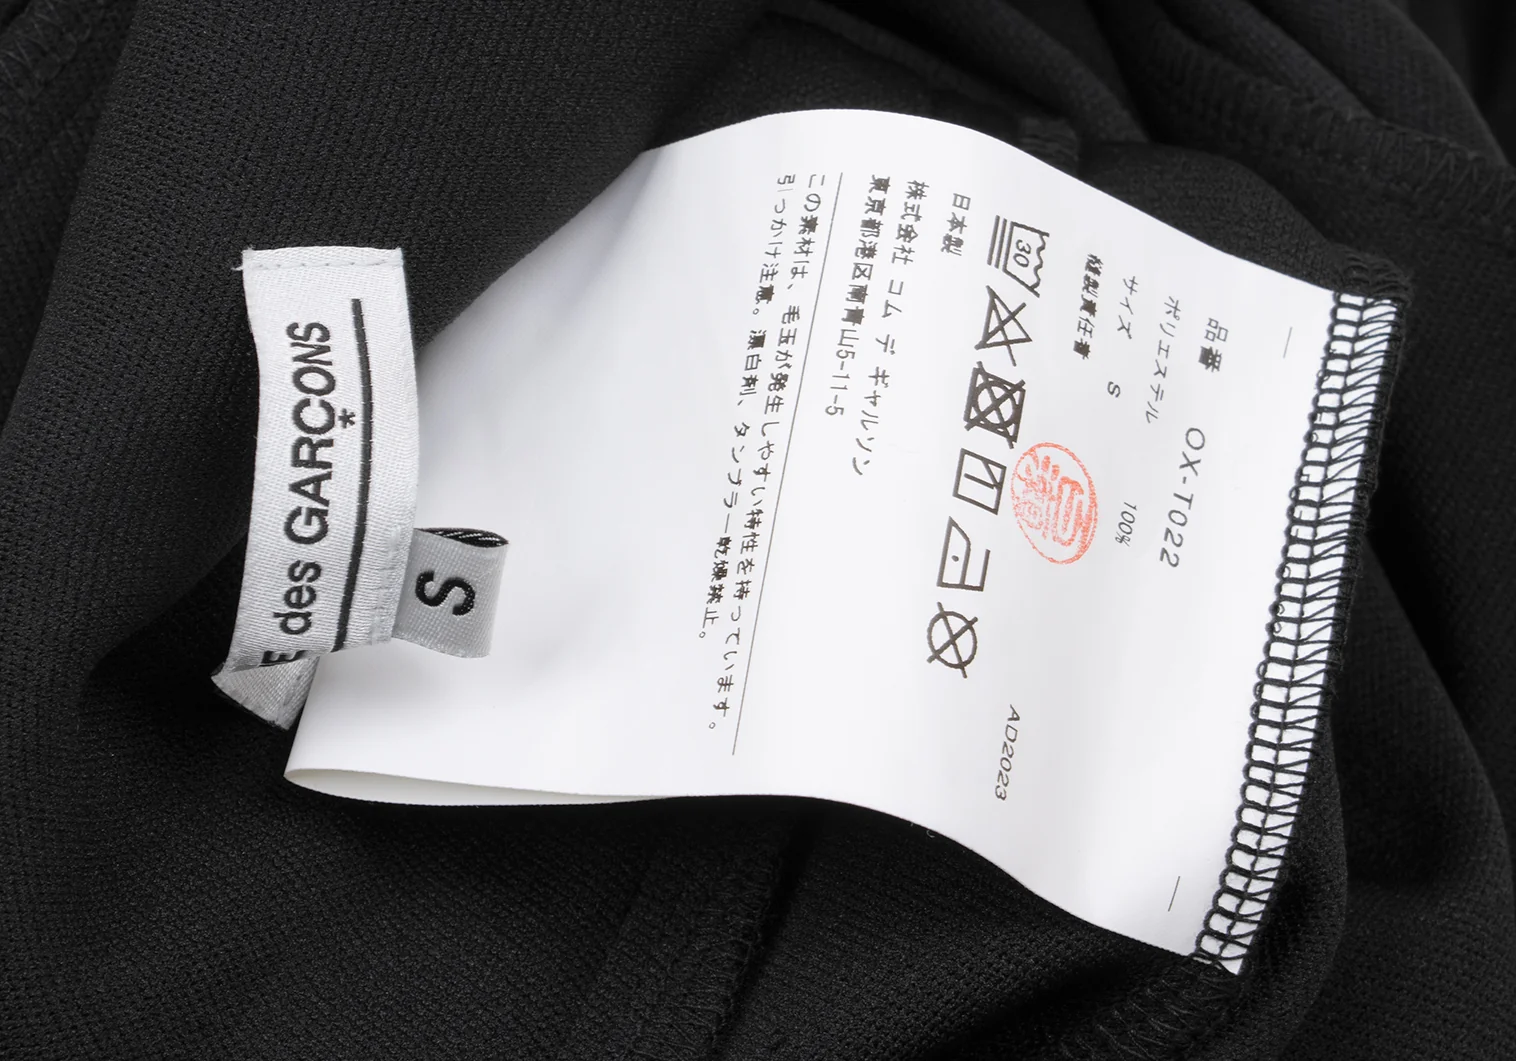 E des GARÇONS
S
品番 OX-T022
ポリエステル 100%
サイズ S
縫製責任者
30
AD2023
日本製
株式会社 コム デ ギャルソン
東京都港区南青山5-11-5
この素材は、毛玉が発生しやすい特性を持っています。
引っかけ注意。漂白剤、タンブラー乾燥禁止。